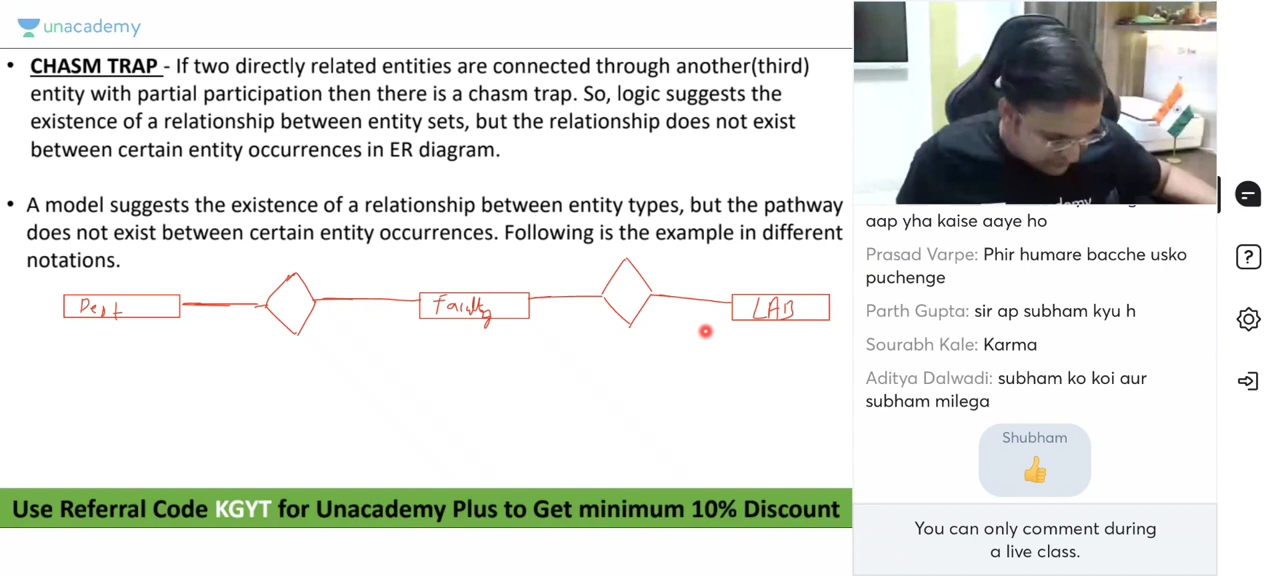 unacademy
• CHASM TRAP - If two directly related entities are connected through another(third)
entity with partial participation then there is a chasm trap. So, logic suggests the
existence of a relationship between entity sets, but the relationship does not exist
between certain entity occurrences in ER diagram.
• A model suggests the existence of a relationship between entity types, but the pathway
does not exist between certain entity occurrences. Following is the example in different
notations.
Dept
Faculty
LAB
Use Referral Code KGYT for Unacademy Plus to Get minimum 10% Discount
aap yha kaise aaye ho
Prasad Varpe: Phir humare bacche usko
puchenge
Parth Gupta: sir ap subham kyu h
Sourabh Kale: Karma
Aditya Dalwadi: subham ko koi aur
subham milega
Shubham
You can only comment during
a live class.
?